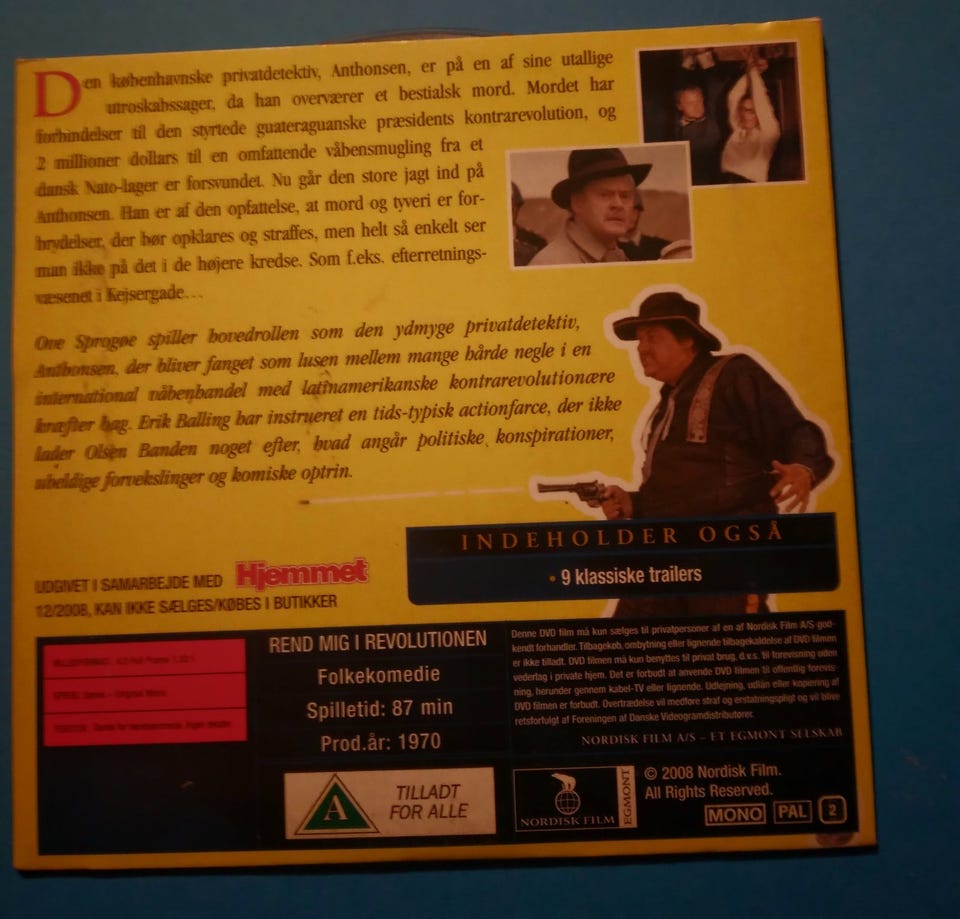 Den københavnske privatdetektiv, Anthonsen, er på en af sine utallige
utroskabssager, da han overværer et bestialsk mord. Mordet har
forbindelser til den styrtede guateraguanske præsidents kontrarevolution, og
2 millioner dollars til en omfattende våbensmugling fra et
dansk Nato-lager er forsvundet. Nu går den store jagt ind på
Anthonsen. Han er af den opfattelse, at mord og tyveri er for-
brydelser, der bør opklares og straffes, men helt så enkelt ser
man ikke på det i de højere kredse. Som f.eks. efterretnings-
væsenet i Kejsergade...
Ove Sprogøe spiller hovedrollen som den ydmyge privatdetektiv,
Anthonsen, der bliver fanget som lusen mellem mange hårde negle i en
international våbenhandel med latinamerikanske kontrarevolutionære
kræfter bag. Erik Balling har instrueret en tids-typisk actionfarce, der ikke
lader Olsen Banden noget efter, hvad angår politiske konspirationer,
uheldige forvekslinger og komiske optrin.
INDEHOLDER OGSÅ
• 9 klassiske trailers
UDGIVET I SAMARBEJDE MED Hjemmet
12/2008, KAN IKKE SÆLGES/KØBES I BUTIKKER
REND MIG I REVOLUTIONEN
Folkekomedie
Spilletid: 87 min
Prod.år: 1970
A TILLADT
FOR ALLE
Denne DVD film må kun sælges til privatpersoner af en af Nordisk Film A/S god-
kendt forhandler. Tilbagekøb, ombytning eller lignende tilbagekaldelse af DVD filmen
er ikke tilladt. DVD filmen må kun benyttes til privat brug, d.v.s. til forevisning uden
vederlag i private hjem. Det er forbudt at anvende DVD filmen til offentlig forevis-
ning, herunder gennem kabel-TV eller lignende. Udlejning, udlån eller kopiering af
DVD filmen er forbudt. Overtrædelse vil medføre straf og erstatningspligt og vil blive
retsforfulgt af Foreningen af Danske Videogramdistributører.
NORDISK FILM A/S – ET EGMONT SELSKAB
NORDISK FILM
EGMONT
© 2008 Nordisk Film.
All Rights Reserved.
MONO PAL 2